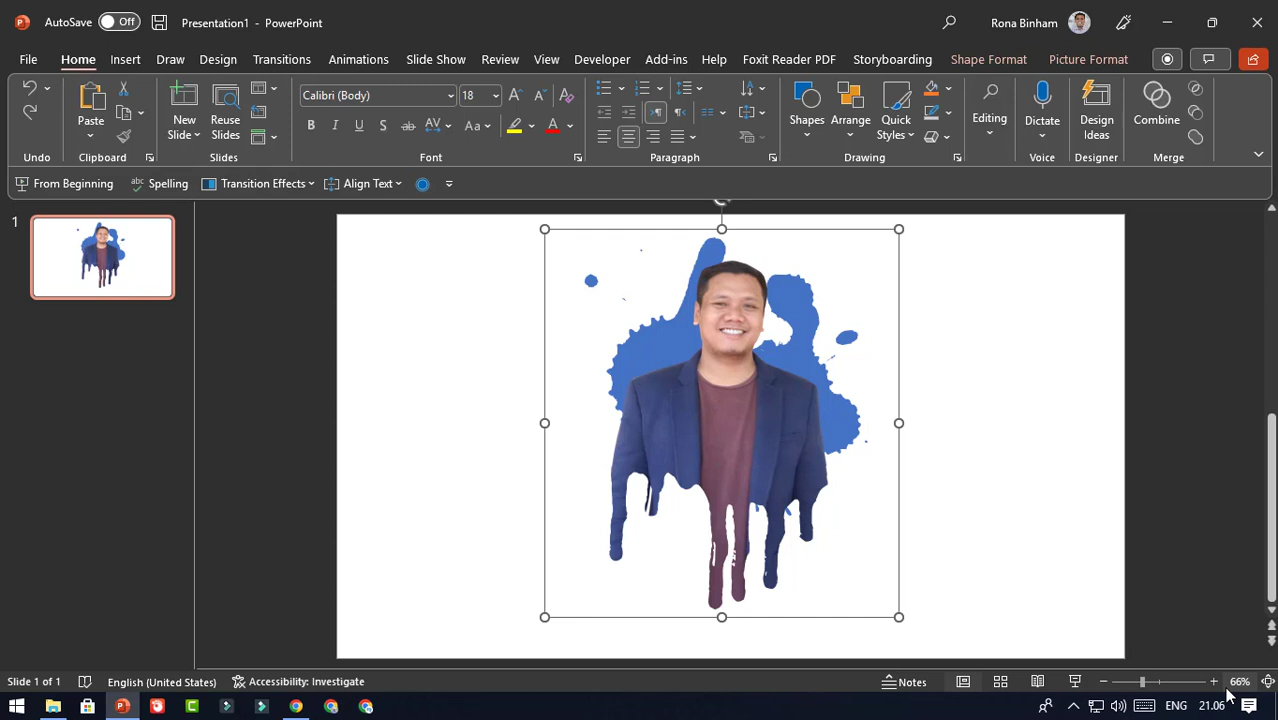 AutoSave Off Presentation1 - PowerPoint Rona Binham
File Home Insert Draw Design Transitions Animations Slide Show Review View Developer Add-ins Help Foxit Reader PDF Storyboarding Shape Format Picture Format
Calibri (Body) 18
Paste New Slide Reuse Slides Shapes Arrange Quick Styles Editing Dictate Design Ideas Combine
Undo Clipboard Slides Font Paragraph Drawing Voice Designer Merge
From Beginning Spelling Transition Effects Align Text
1
Slide 1 of 1 English (United States) Accessibility: Investigate Notes 66%
ENG 21.06